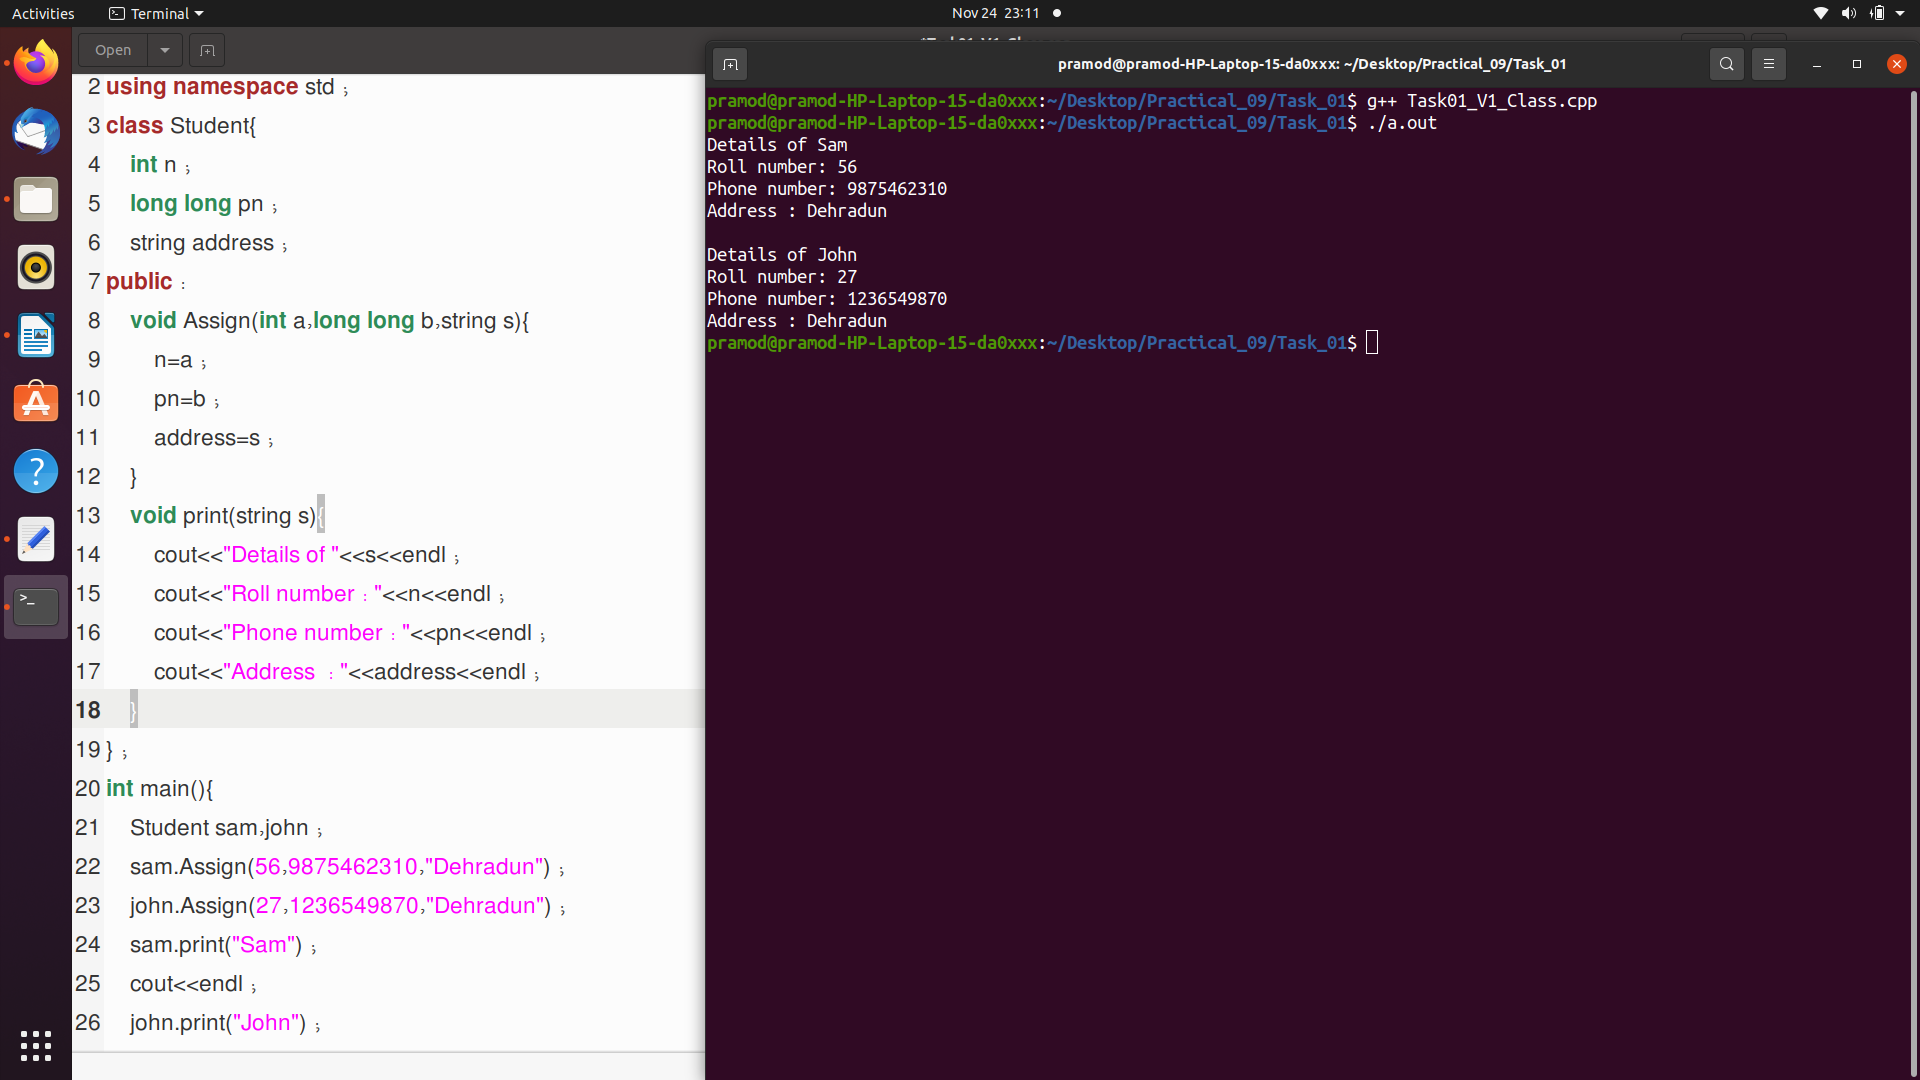 Activities
Terminal
Nov 24 23:11
Open
2 using namespace std ;
3 class Student{
4 int n ;
5 long long pn ;
6 string address ;
7 public :
8 void Assign(int a,long long b,string s){
9 n=a ;
10 pn=b ;
11 address=s ;
12 }
13 void print(string s){
14 cout<<"Details of "<<s<<endl ;
15 cout<<"Roll number : "<<n<<endl ;
16 cout<<"Phone number : "<<pn<<endl ;
17 cout<<"Address  : "<<address<<endl ;
18 }
19 } ;
20 int main(){
21 Student sam,john ;
22 sam.Assign(56,9875462310,"Dehradun") ;
23 john.Assign(27,1236549870,"Dehradun") ;
24 sam.print("Sam") ;
25 cout<<endl ;
26 john.print("John") ;
pramod@pramod-HP-Laptop-15-da0xxx: ~/Desktop/Practical_09/Task_01
pramod@pramod-HP-Laptop-15-da0xxx:~/Desktop/Practical_09/Task_01$ g++ Task01_V1_Class.cpp
pramod@pramod-HP-Laptop-15-da0xxx:~/Desktop/Practical_09/Task_01$ ./a.out
Details of Sam
Roll number: 56
Phone number: 9875462310
Address : Dehradun
Details of John
Roll number: 27
Phone number: 1236549870
Address : Dehradun
pramod@pramod-HP-Laptop-15-da0xxx:~/Desktop/Practical_09/Task_01$